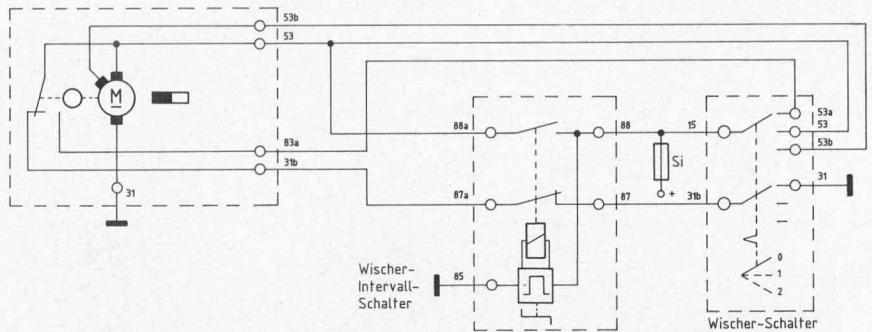 53b
53
M
83a
31b
31
88a
88
15
53a
53
53b
Si
+
87a
87
31b
31
Wischer-
Intervall-
Schalter
85
0
1
2
Wischer-Schalter